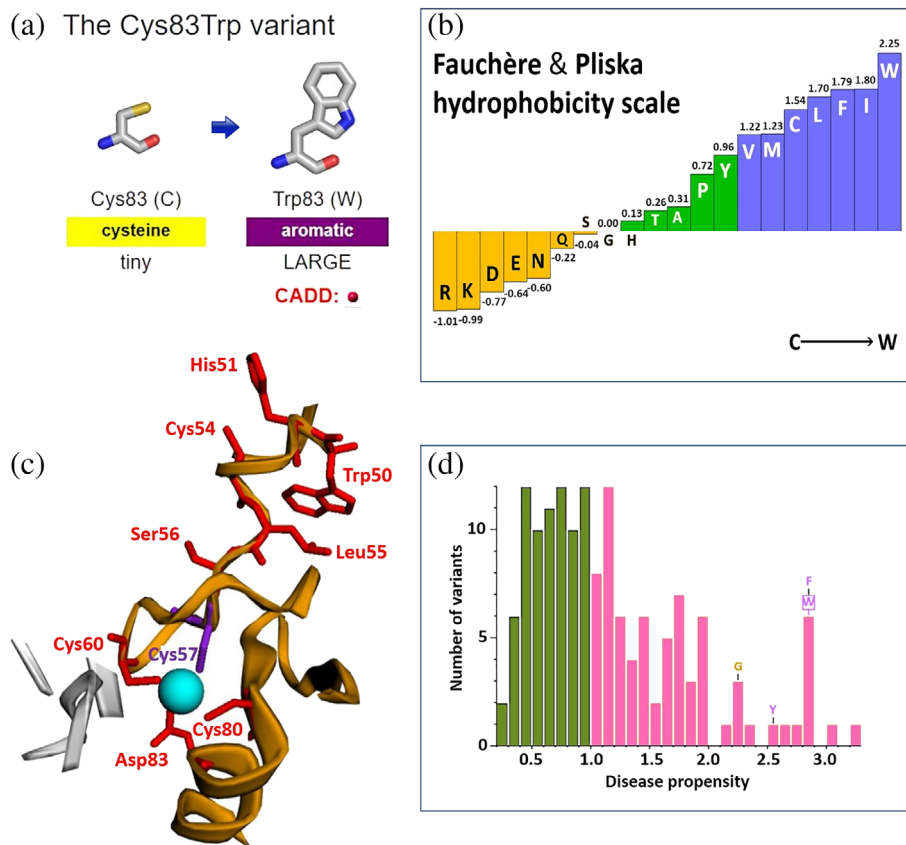 (a) The Cys83Trp variant
Cys83 (C)
Trp83 (W)
cysteine
aromatic
tiny
LARGE
CADD:
(b)
Fauchère & Pliska
hydrophobicity scale
R K D E N Q S G H T A P Y V M C L F I W
-1.01 -0.99 -0.77 -0.64 -0.60 -0.22 -0.04 0.00 0.13 0.26 0.31 0.72 0.96 1.22 1.23 1.54 1.70 1.79 1.80 2.25
C W
(c)
His51
Cys54
Trp50
Ser56
Leu55
Cys60
Cys57
Cys80
Asp83
(d)
Number of variants
10
5
0
F
W
G
Y
0.5 1.0 1.5 2.0 2.5 3.0
Disease propensity